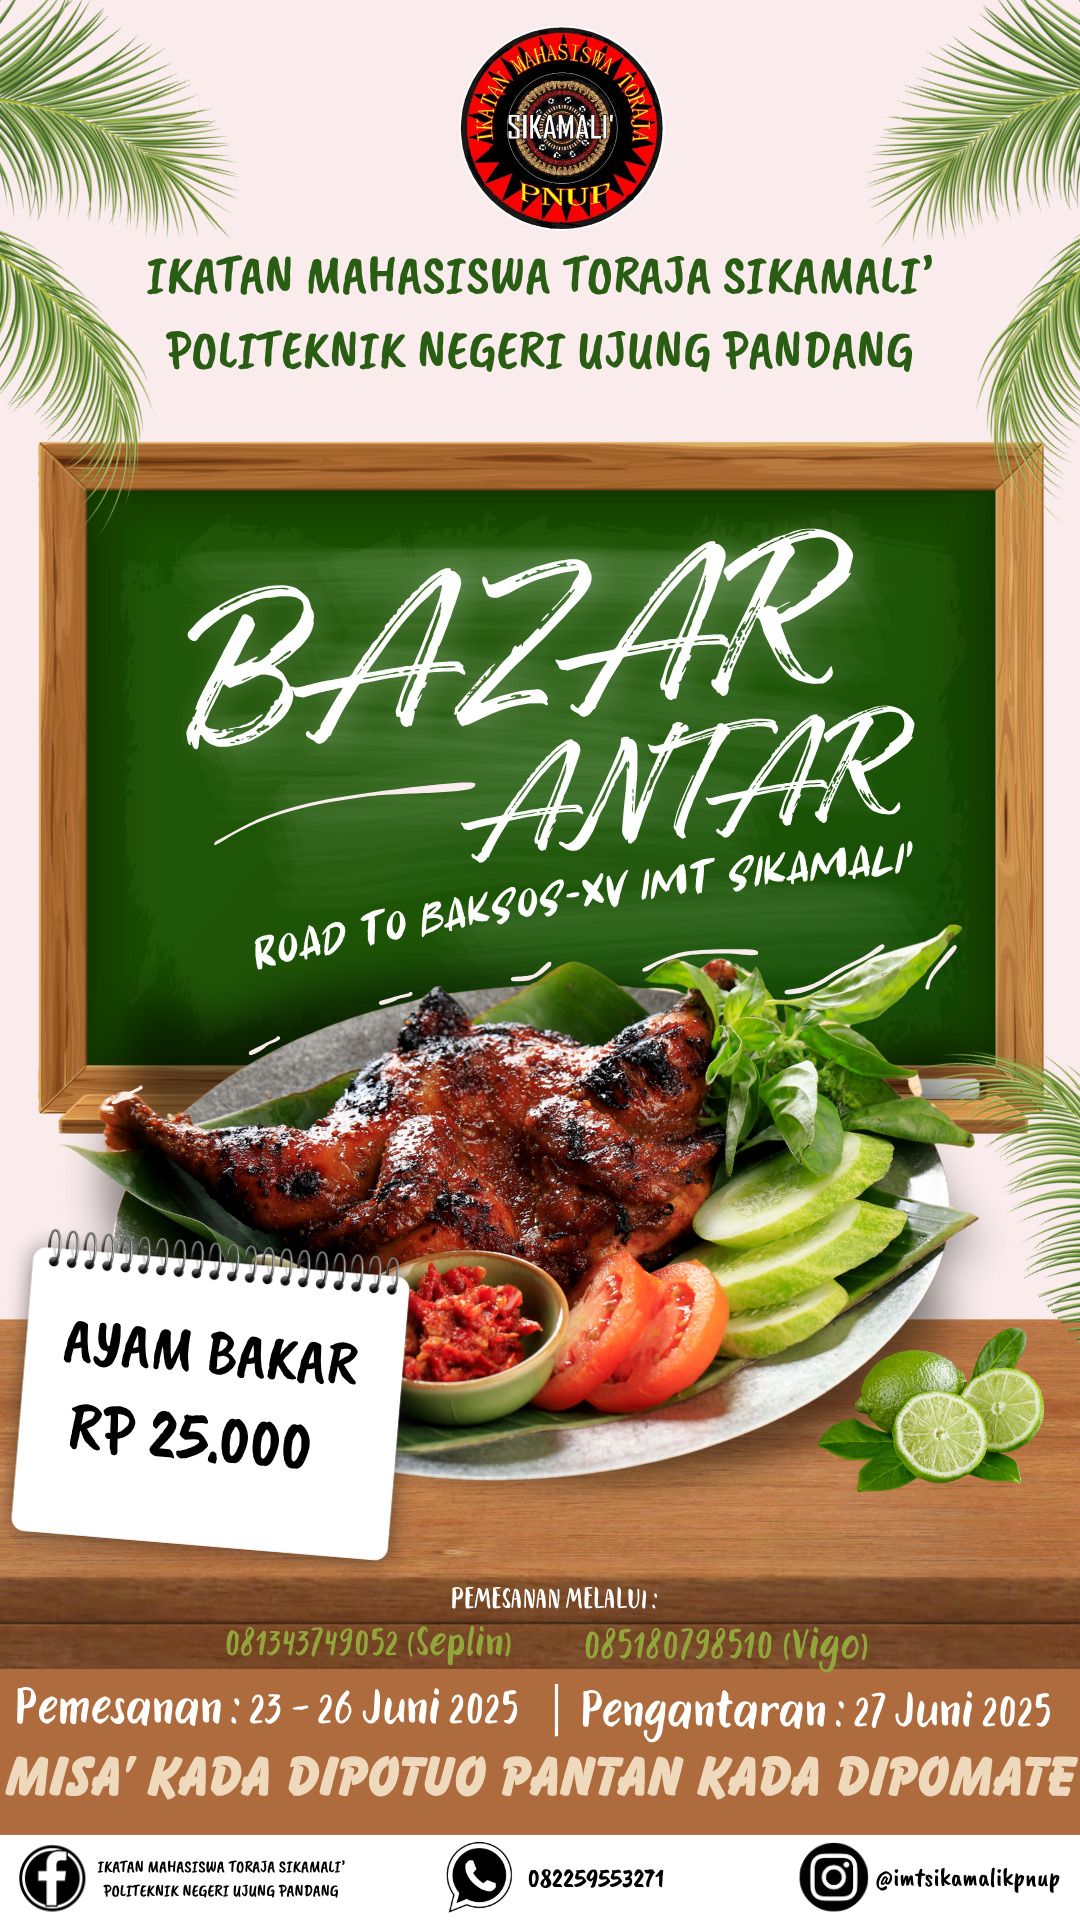 IKATAN MAHASISWA TORAJA
SIKAMALI'
PNUP
IKATAN MAHASISWA TORAJA SIKAMALI'
POLITEKNIK NEGERI UJUNG PANDANG
BAZAR
ANTAR
ROAD TO BAKSOS-XV IMT SIKAMALI'
AYAM BAKAR
RP 25.000
PEMESANAN MELALUI :
081343749052 (Seplin) 085180798510 (Vigo)
Pemesanan : 23 - 26 Juni 2025 | Pengantaran : 27 Juni 2025
MISA' KADA DIPOTUO PANTAN KADA DIPOMATE
IKATAN MAHASISWA TORAJA SIKAMALI'
POLITEKNIK NEGERI UJUNG PANDANG
082259553271
@imtsikamalikpnup